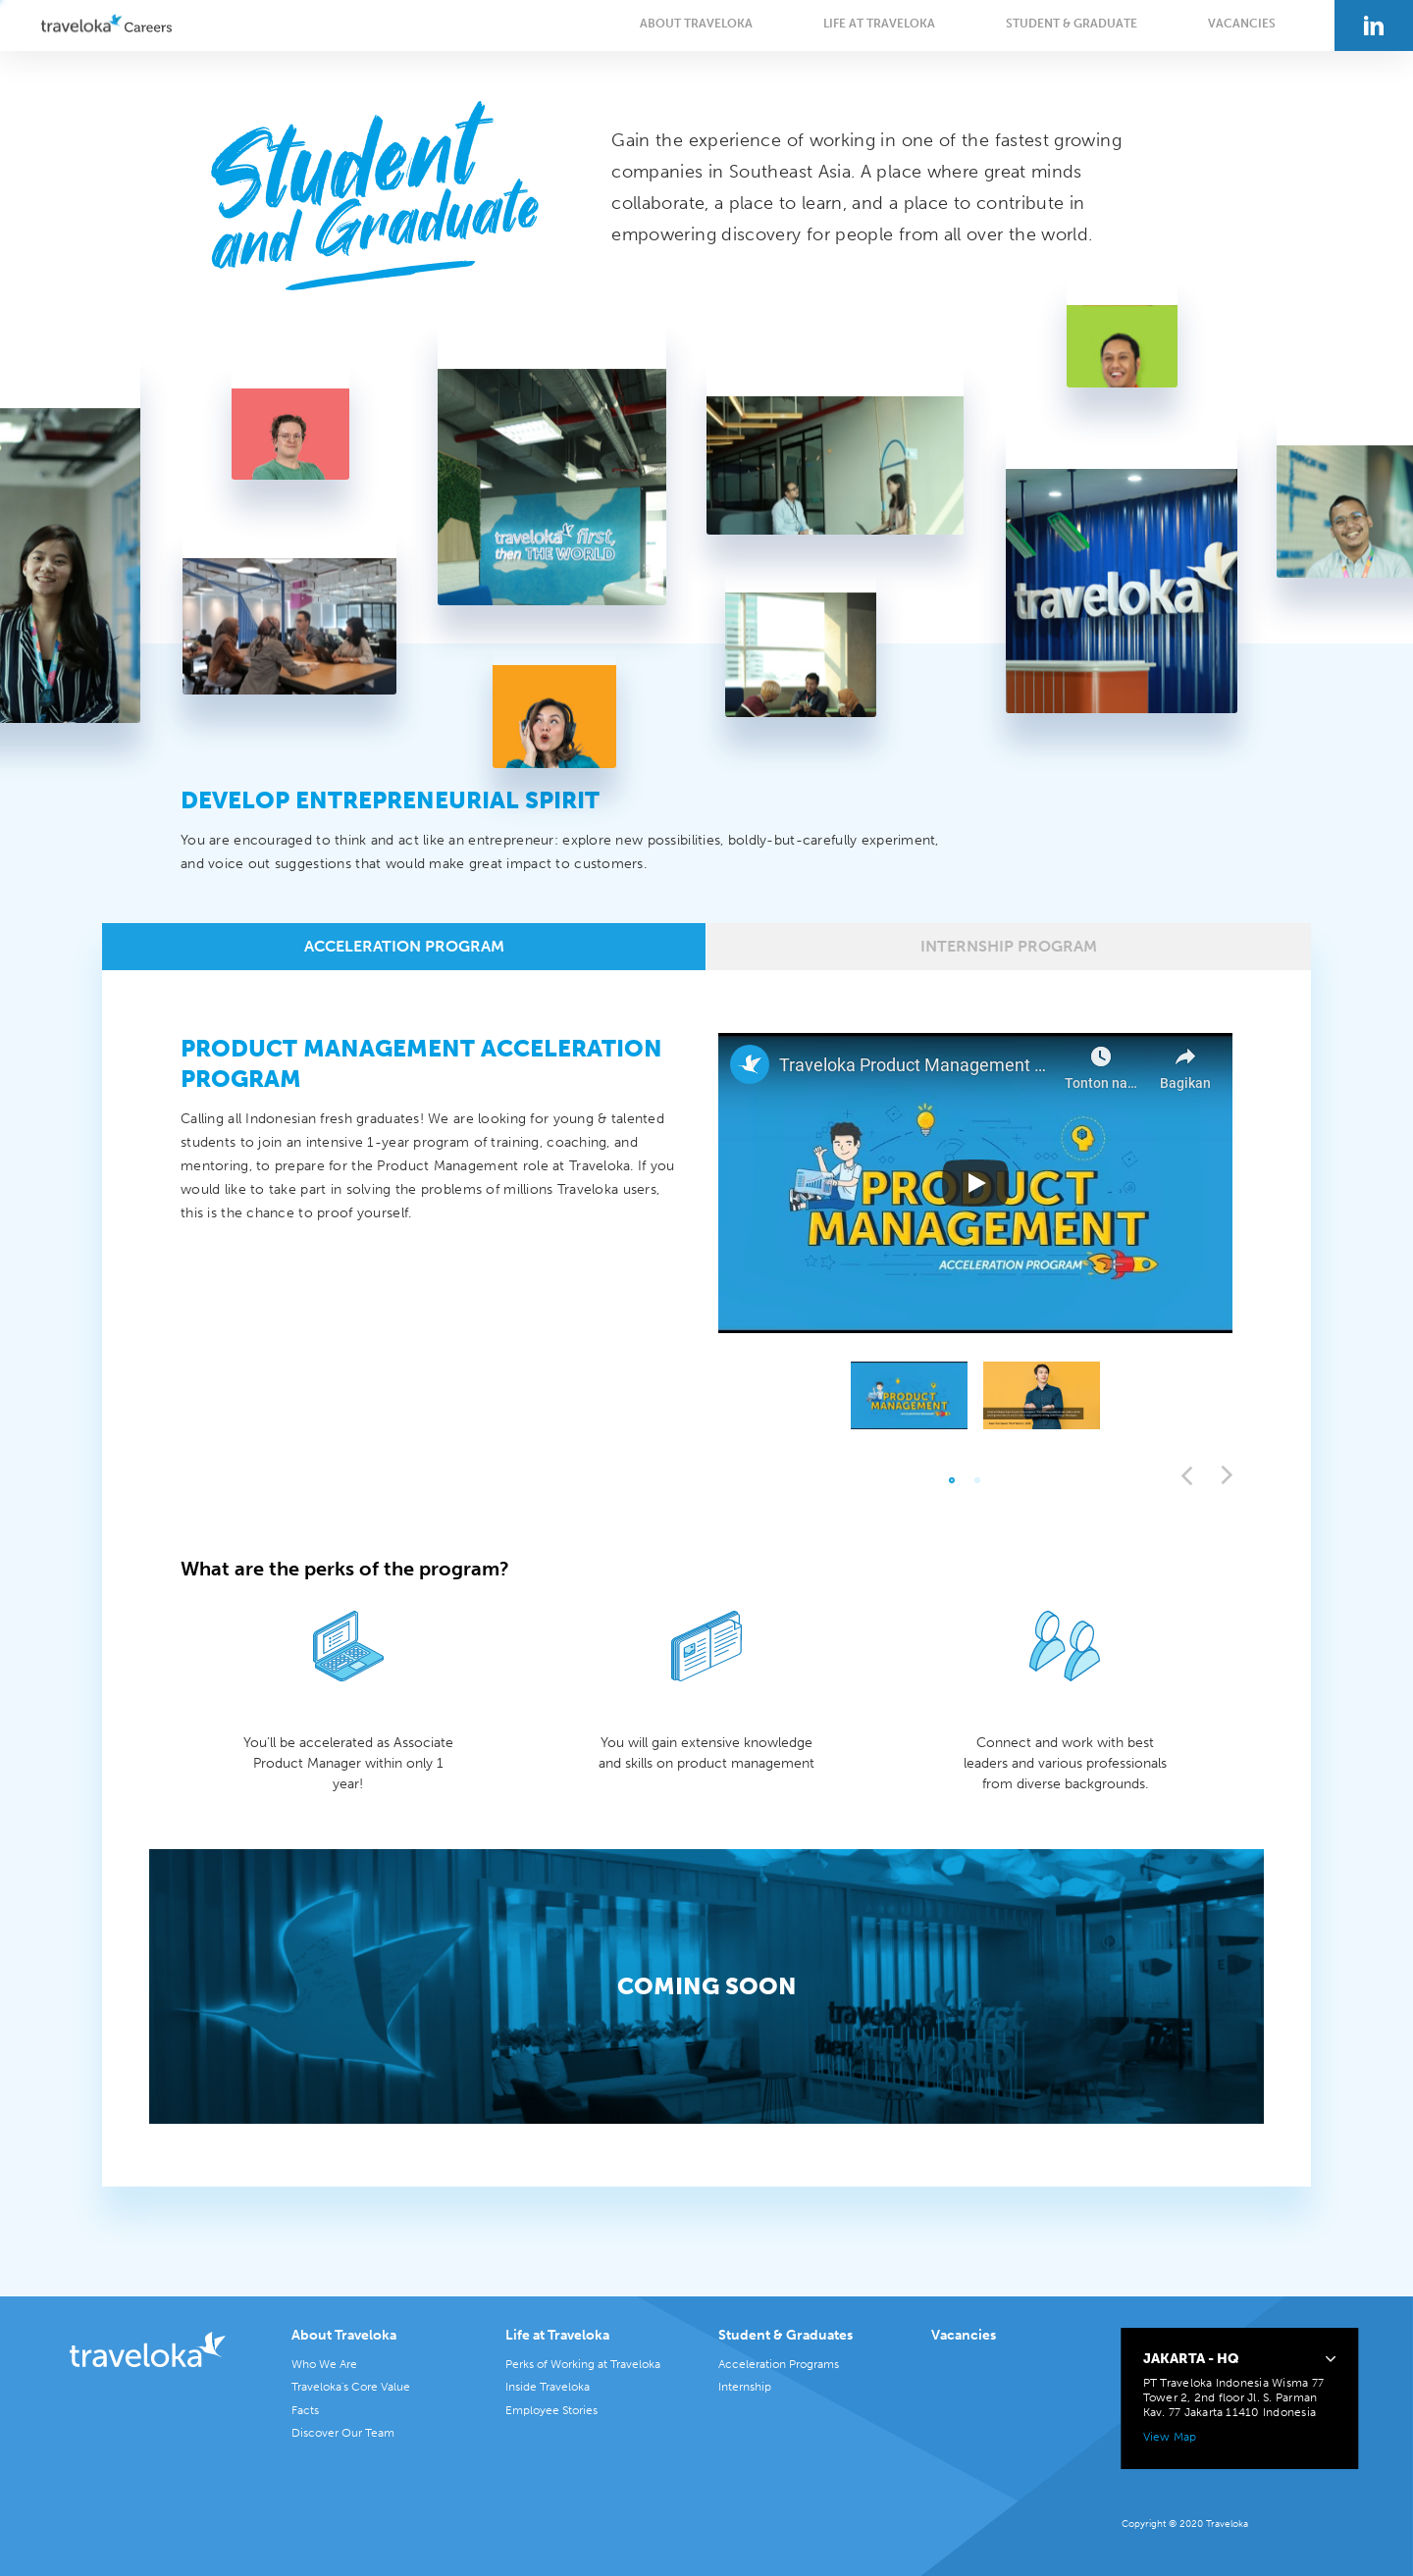 traveloka Careers
ABOUT TRAVELOKA
LIFE AT TRAVELOKA
STUDENT & GRADUATE
VACANCIES
in
Student
and Graduate
Gain the experience of working in one of the fastest growing
companies in Southeast Asia. A place where great minds
collaborate, a place to learn, and a place to contribute in
empowering discovery for people from all over the world.
traveloka first,
then THE WORLD
traveloka
DEVELOP ENTREPRENEURIAL SPIRIT
You are encouraged to think and act like an entrepreneur: explore new possibilities, boldly-but-carefully experiment,
and voice out suggestions that would make great impact to customers.
ACCELERATION PROGRAM
INTERNSHIP PROGRAM
PRODUCT MANAGEMENT ACCELERATION
PROGRAM
Calling all Indonesian fresh graduates! We are looking for young & talented
students to join an intensive 1-year program of training, coaching, and
mentoring, to prepare for the Product Management role at Traveloka. If you
would like to take part in solving the problems of millions Traveloka users,
this is the chance to proof yourself.
Traveloka Product Management ...
Tonton na...
Bagikan
PRODUCT
MANAGEMENT
ACCELERATION PROGRAM
PRODUCT
MANAGEMENT
What are the perks of the program?
You'll be accelerated as Associate
Product Manager within only 1
year!
You will gain extensive knowledge
and skills on product management
Connect and work with best
leaders and various professionals
from diverse backgrounds.
COMING SOON
traveloka first
then THE WORLD
traveloka
About Traveloka
Who We Are
Traveloka's Core Value
Facts
Discover Our Team
Life at Traveloka
Perks of Working at Traveloka
Inside Traveloka
Employee Stories
Student & Graduates
Acceleration Programs
Internship
Vacancies
JAKARTA - HQ
PT Traveloka Indonesia Wisma 77
Tower 2, 2nd floor Jl. S. Parman
Kav. 77 Jakarta 11410 Indonesia
View Map
Copyright © 2020 Traveloka